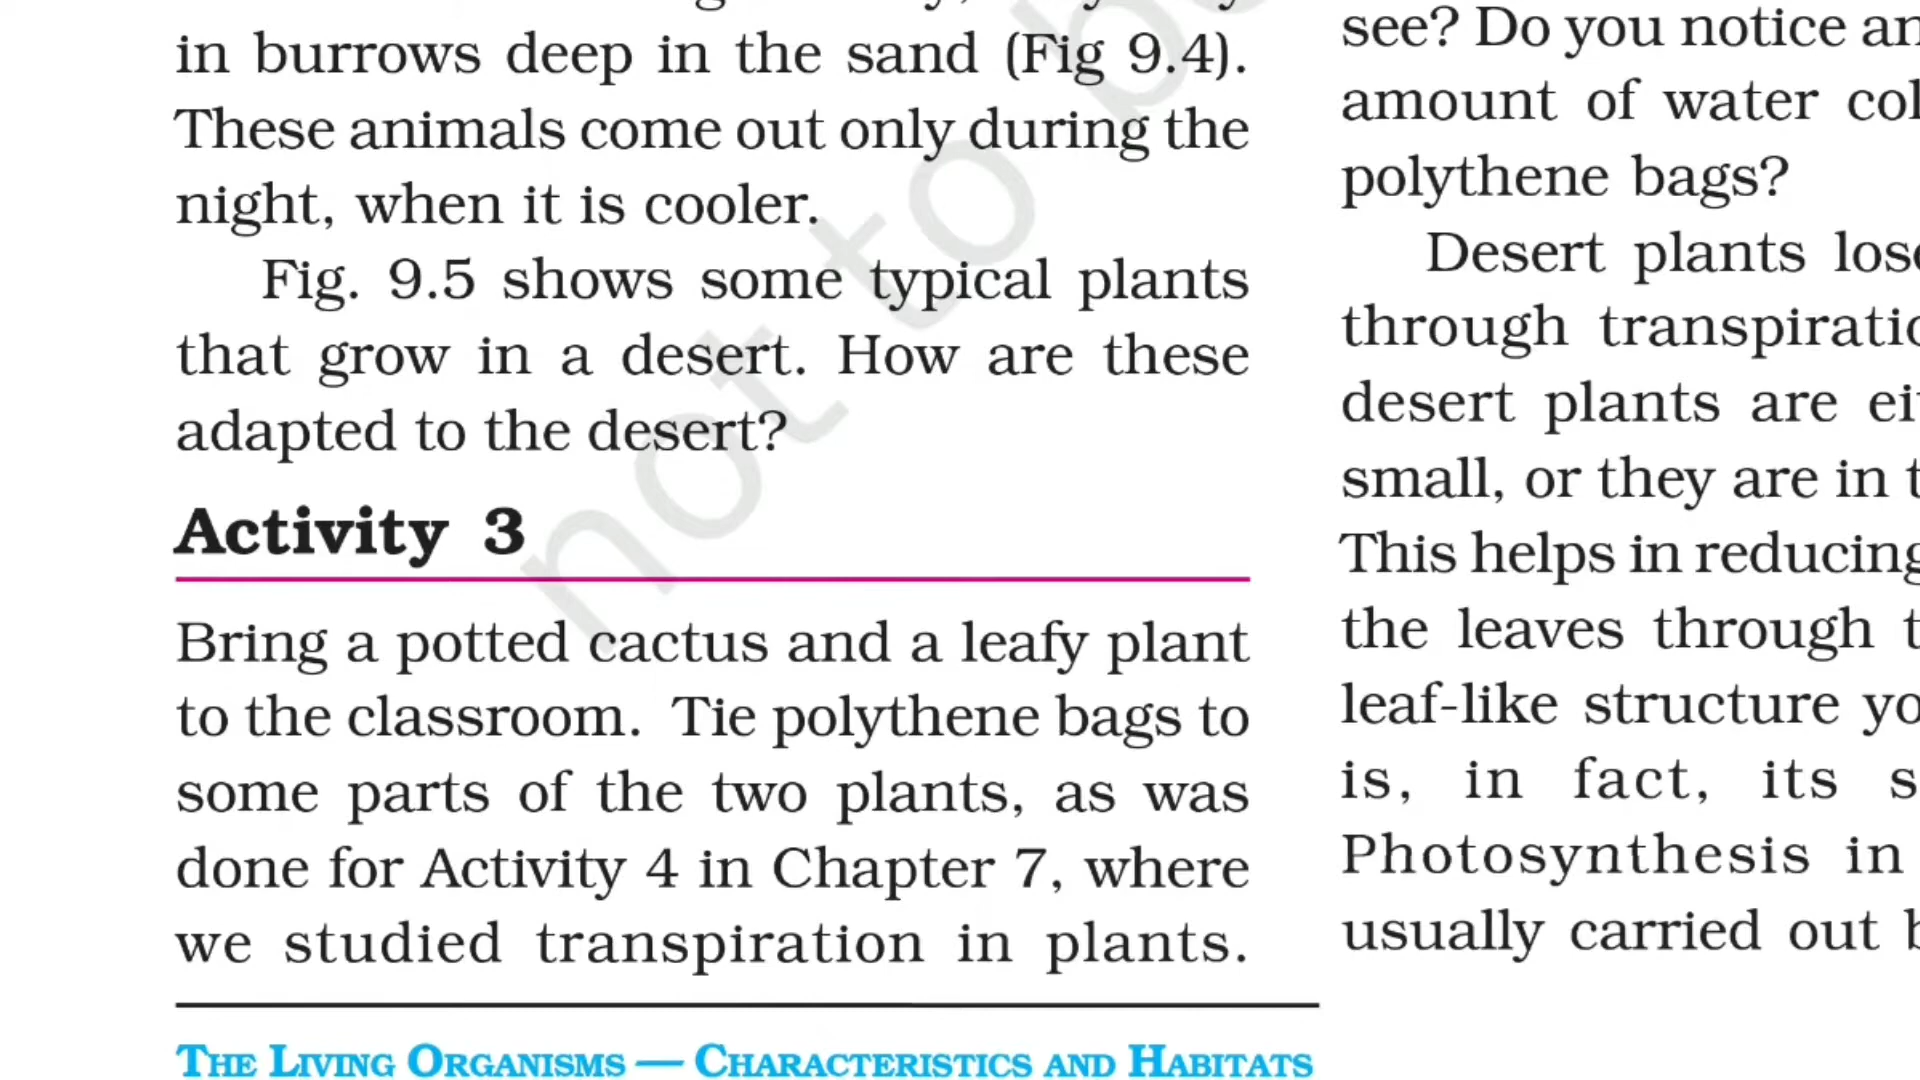 in burrows deep in the sand (Fig 9.4).
These animals come out only during the
night, when it is cooler.
Fig. 9.5 shows some typical plants
that grow in a desert. How are these
adapted to the desert?
Activity 3
Bring a potted cactus and a leafy plant
to the classroom. Tie polythene bags to
some parts of the two plants, as was
done for Activity 4 in Chapter 7, where
we studied transpiration in plants.
THE LIVING ORGANISMS — CHARACTERISTICS AND HABITATS
see? Do you notice
amount of water
polythene bags?
Desert plants
through
desert plants are
small, or they are in
This helps in reducing
the leaves through
leaf-like structure
is, in fact, its
Photosynthesis in
usually carried out
not to